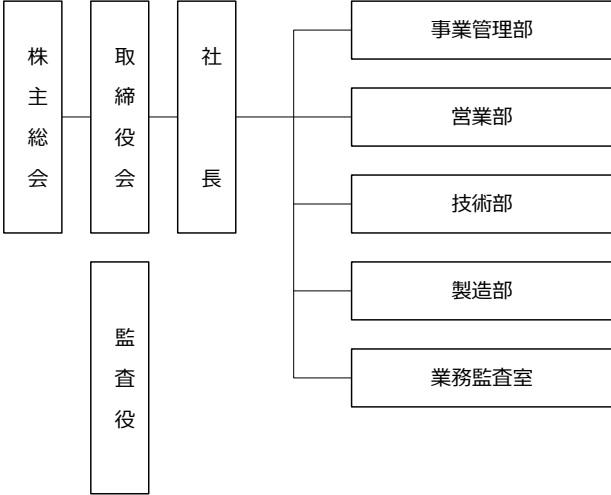 株主総会
取締役会
社長
事業管理部
営業部
技術部
製造部
業務監査室
監査役